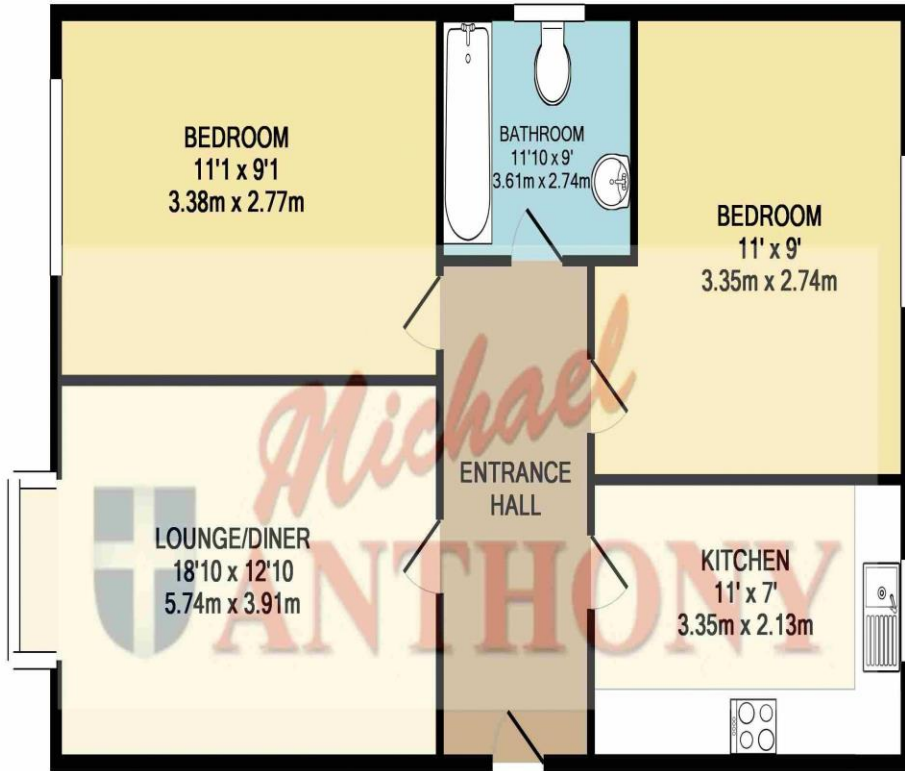 BEDROOM
11'1 x 9'1
3.38m x 2.77m
BATHROOM
11'10 x 9'
3.61m x 2.74m
BEDROOM
11' x 9'
3.35m x 2.74m
Michael
ANTHONY
ENTRANCE
HALL
LOUNGE/DINER
18'10 x 12'10
5.74m x 3.91m
KITCHEN
11' x 7'
3.35m x 2.13m